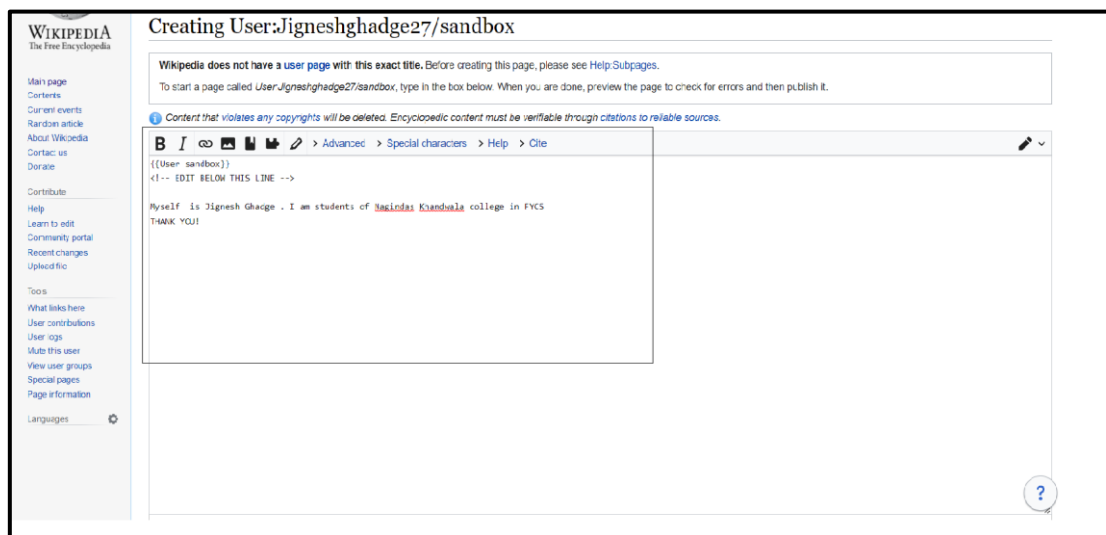 WIKIPEDIA
The Free Encyclopedia
Main page
Contents
Current events
Random article
About Wikipedia
Contact us
Donate
Contribute
Help
Learn to edit
Community portal
Recent changes
Upload file
Tools
What links here
User contributions
User logs
Mute this user
View user groups
Special pages
Page information
Languages
Creating User:Jigneshghadge27/sandbox
Wikipedia does not have a user page with this exact title. Before creating this page, please see Help:Subpages.
To start a page called User:Jigneshghadge27/sandbox, type in the box below. When you are done, preview the page to check for errors and then publish it.
Content that violates any copyrights will be deleted. Encyclopedic content must be verifiable through citations to reliable sources.
B I > Advanced > Special characters > Help > Cite
{{User sandbox}}
<!-- EDIT BELOW THIS LINE -->
Myself is Jignesh Ghadge . I am students of Nagindas Khandwala college in FYCS
THANK YOU!
?